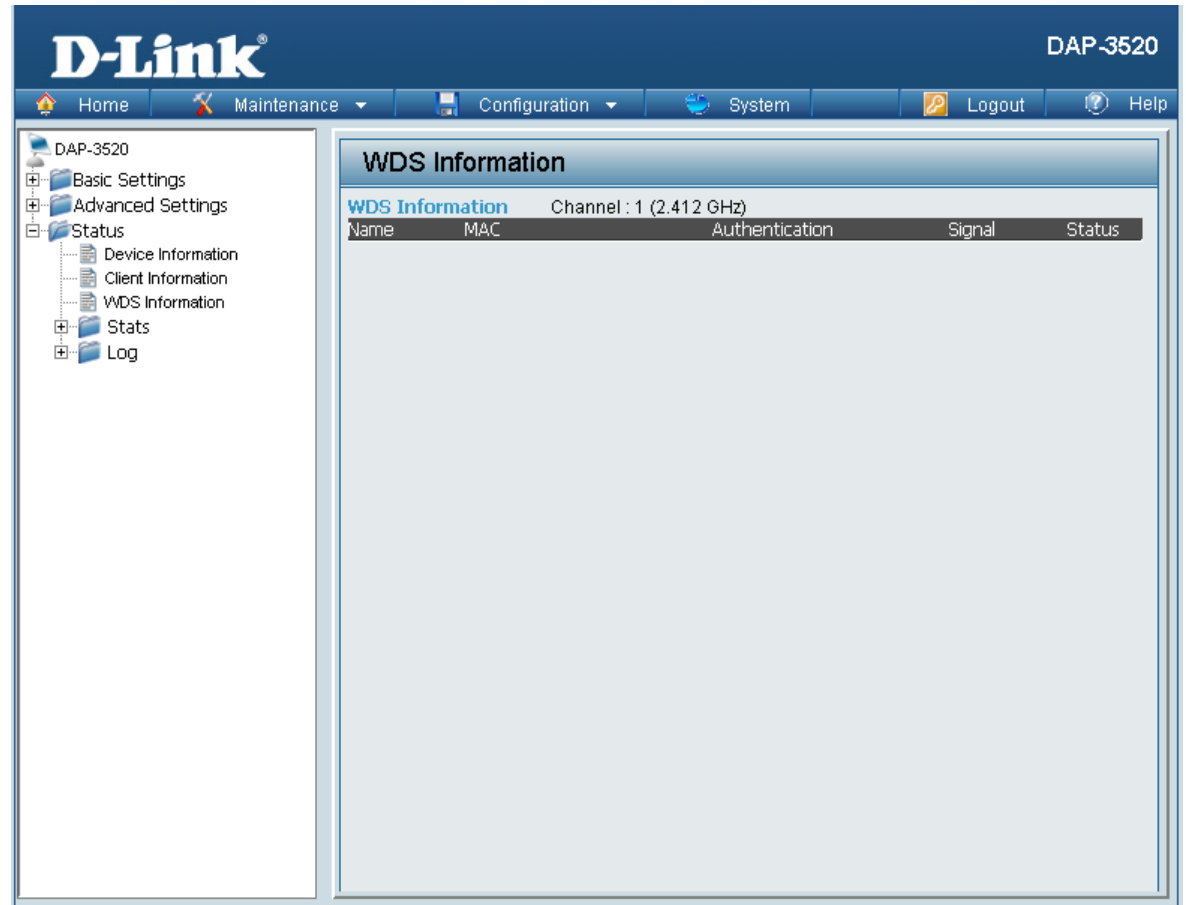 D-Link®
DAP-3520
Home Maintenance Configuration System Logout Help
DAP-3520
Basic Settings
Advanced Settings
Status
Device Information
Client Information
WDS Information
Stats
Log
WDS Information
WDS Information Channel : 1 (2.412 GHz)
Name MAC Authentication Signal Status